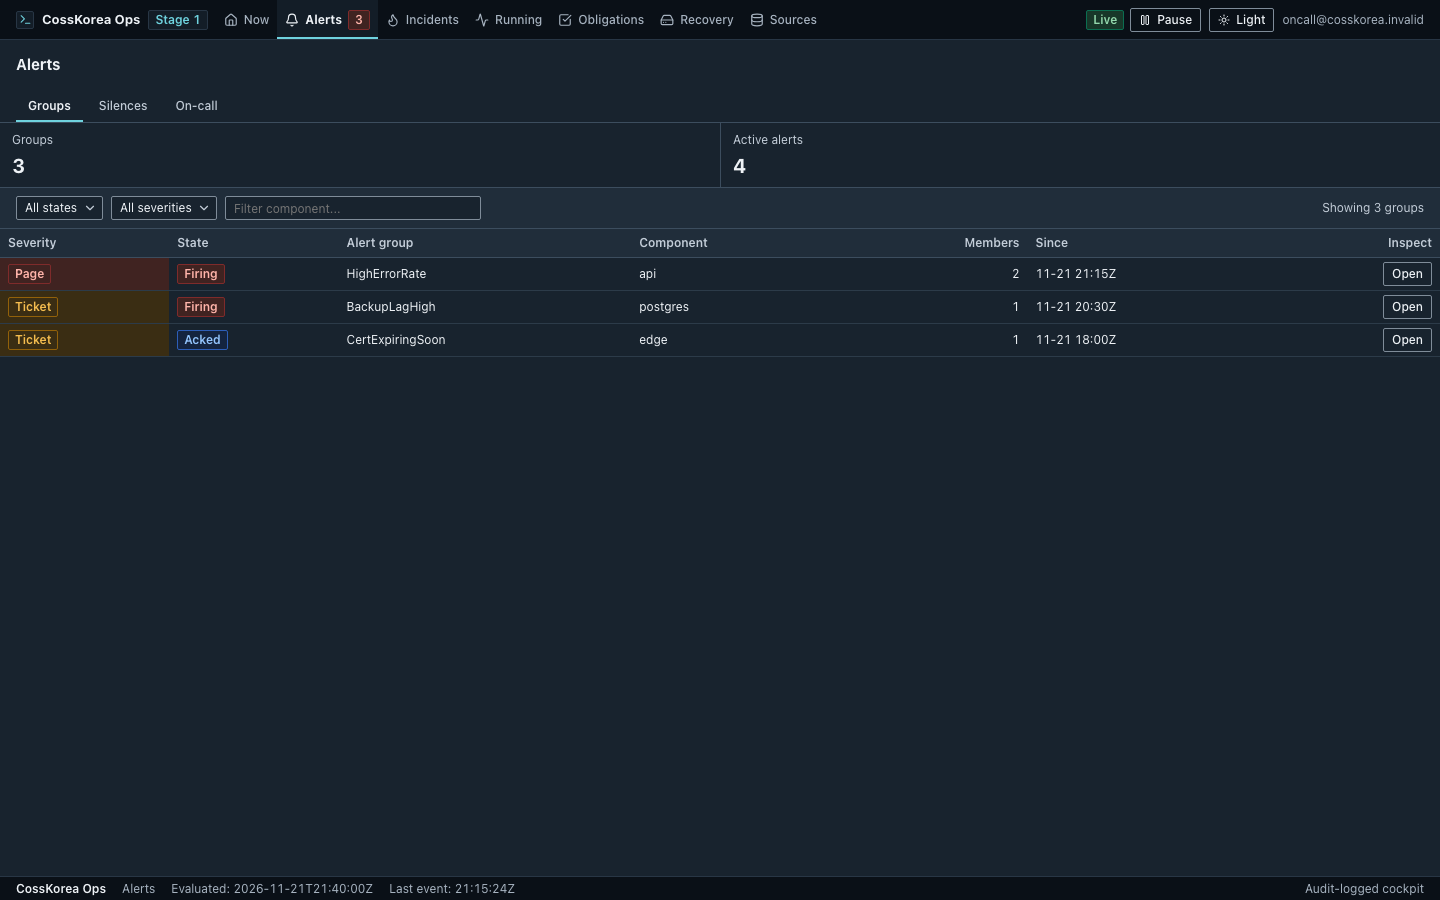 CossKorea Ops Stage 1 Now Alerts 3 Incidents Running Obligations Recovery Sources Live Pause Light oncall@cosskorea.invalid
Alerts
Groups Silences On-call
Groups Active alerts
3 4
All states All severities Filter component... Showing 3 groups
Severity State Alert group Component Members Since Inspect
Page Firing HighErrorRate api 2 11-21 21:15Z Open
Ticket Firing BackupLagHigh postgres 1 11-21 20:30Z Open
Ticket Acked CertExpiringSoon edge 1 11-21 18:00Z Open
CossKorea Ops Alerts Evaluated: 2026-11-21T21:40:00Z Last event: 21:15:24Z Audit-logged cockpit